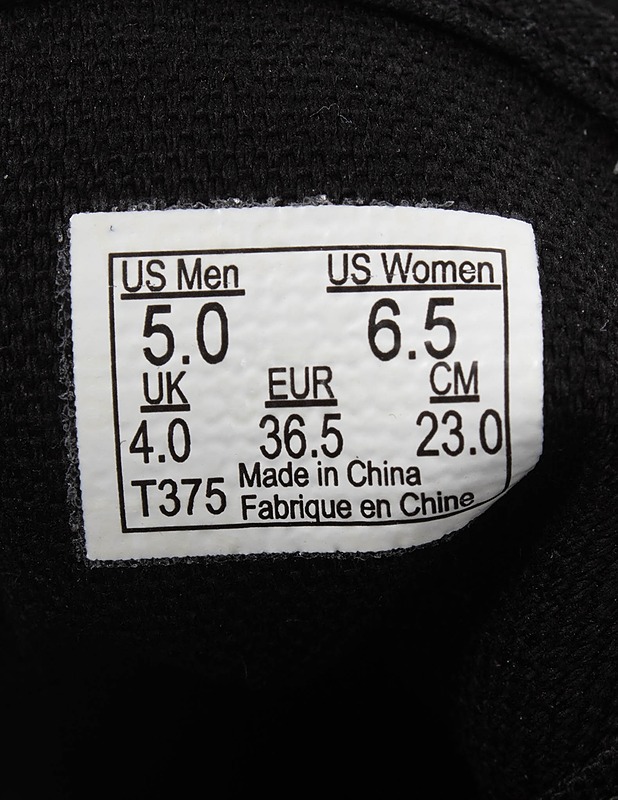 US Men US Women
5.0 6.5
UK EUR CM
4.0 36.5 23.0
T375 Made in China
Fabrique en Chine